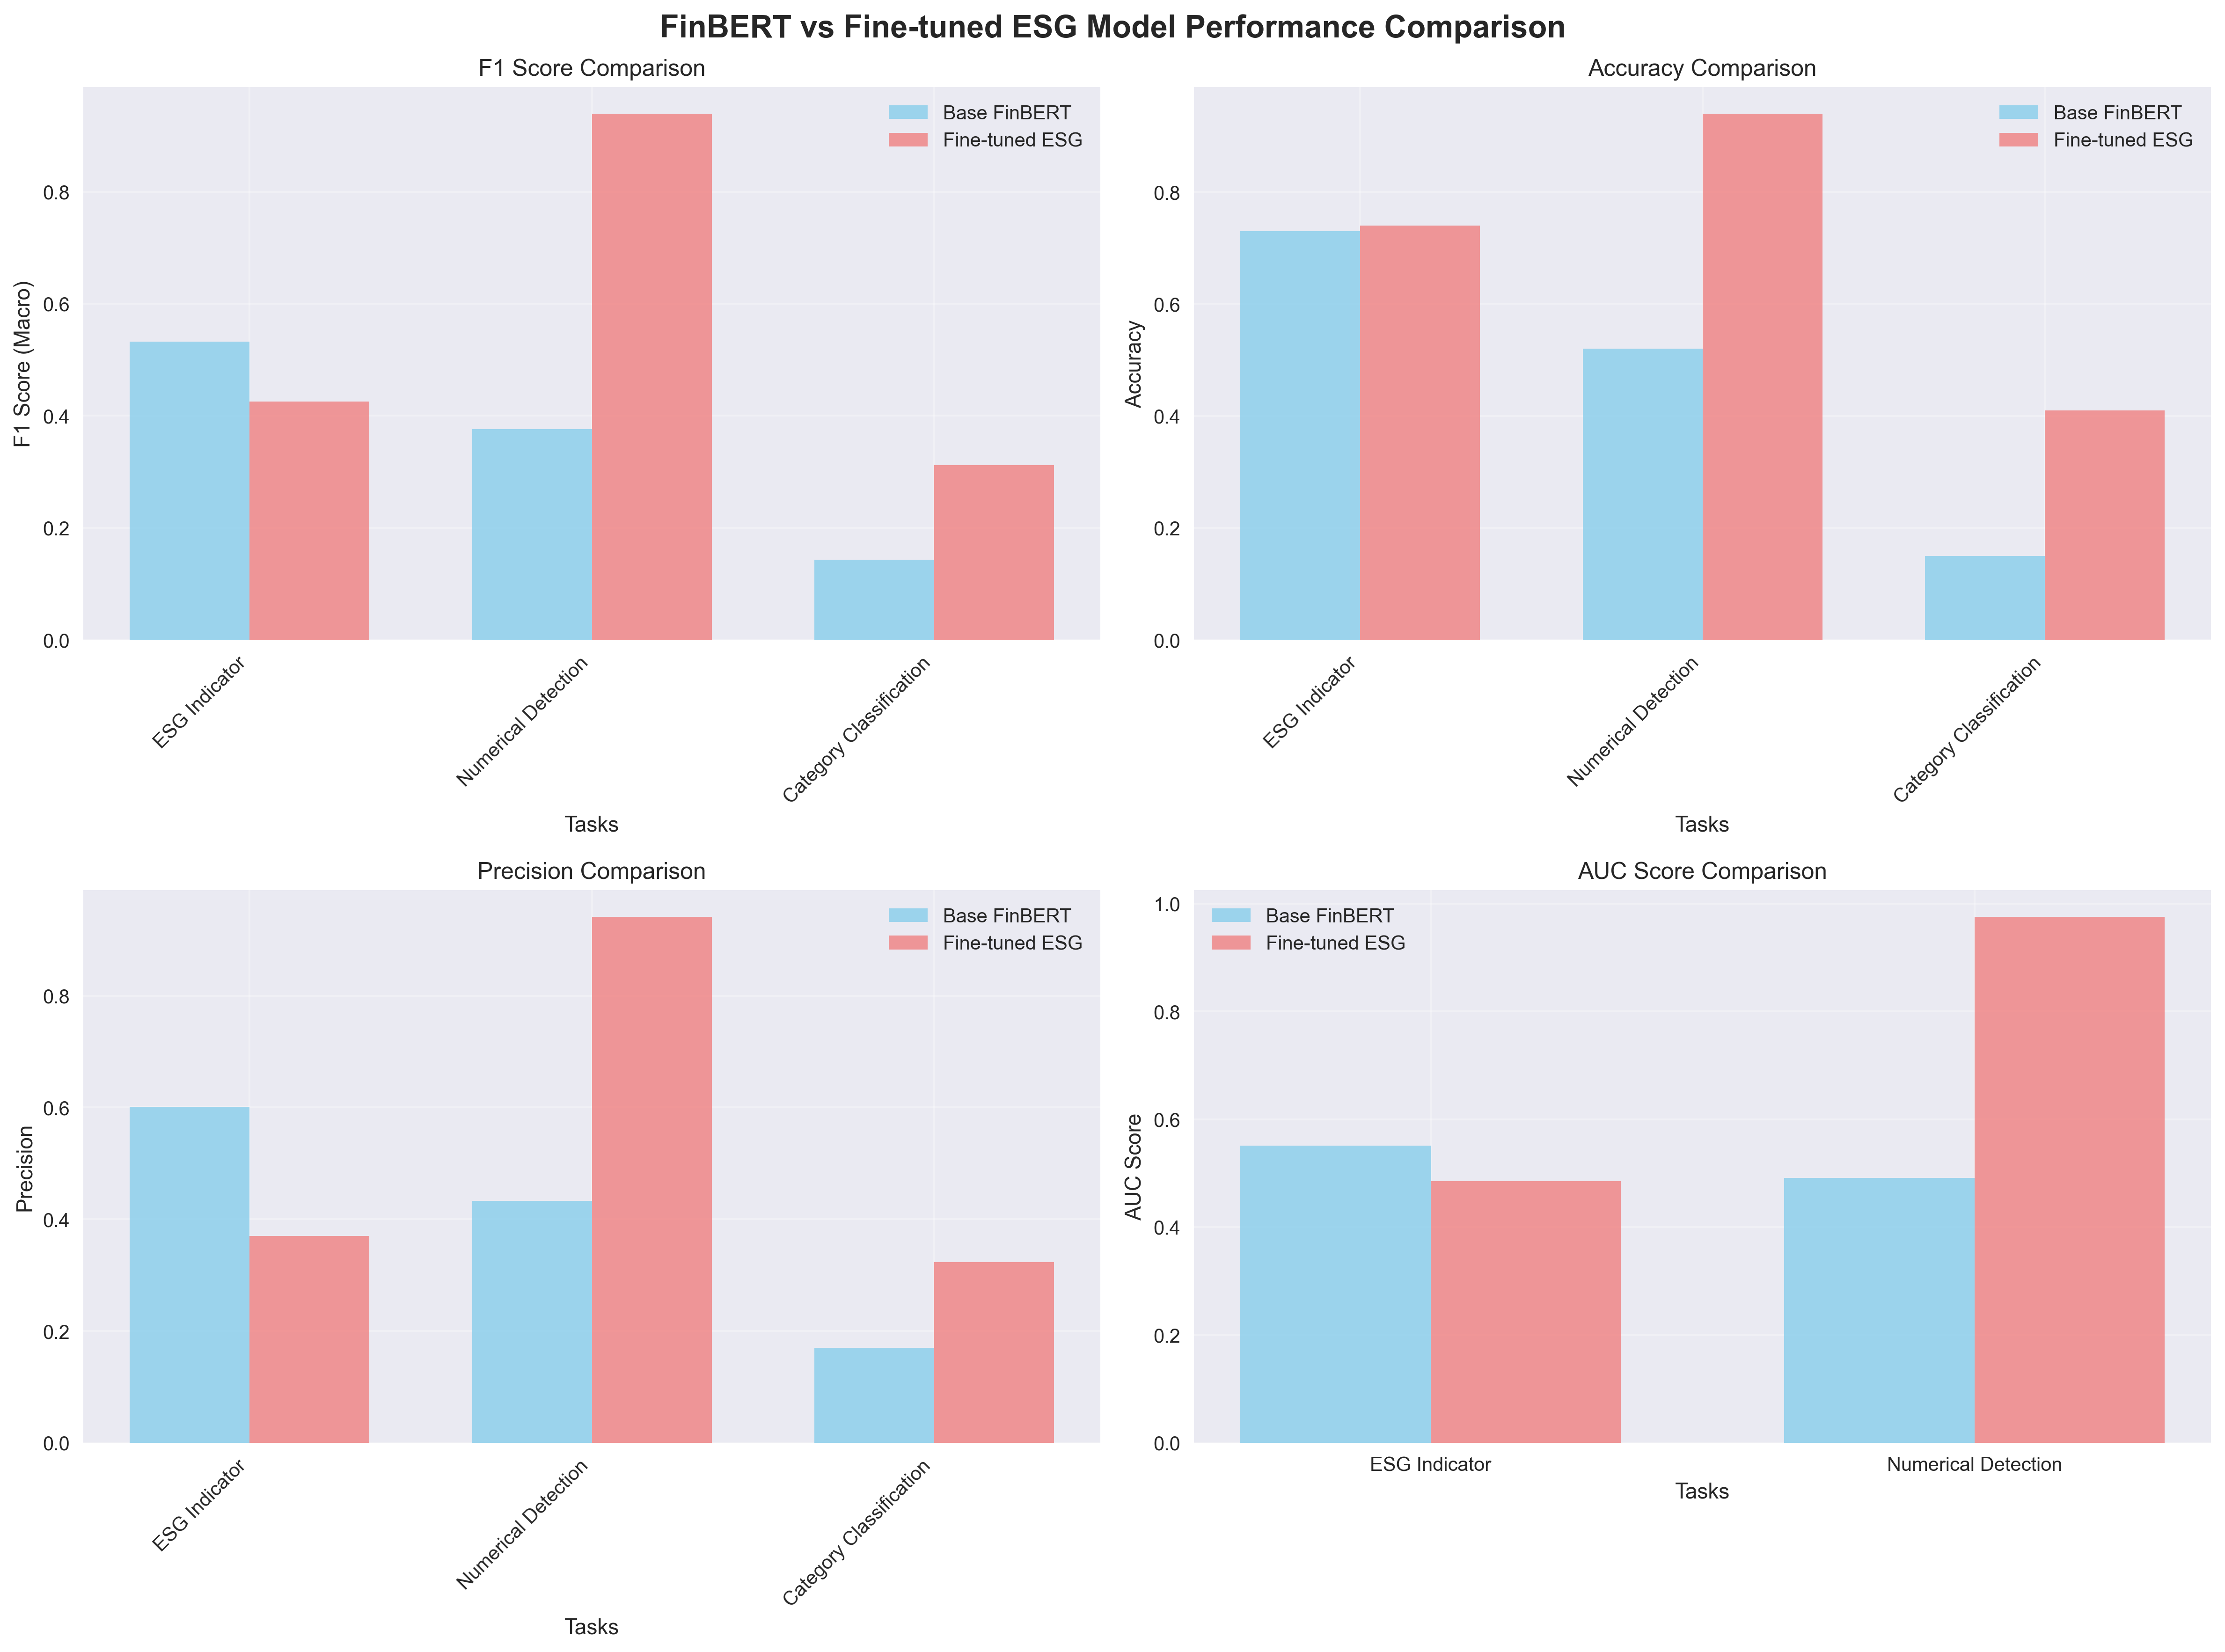 FinBERT vs Fine-tuned ESG Model Performance Comparison
F1 Score Comparison
F1 Score (Macro)
0.8
0.6
0.4
0.2
0.0
Base FinBERT
Fine-tuned ESG
ESG Indicator
Numerical Detection
Category Classification
Tasks
Accuracy Comparison
Accuracy
0.8
0.6
0.4
0.2
0.0
Base FinBERT
Fine-tuned ESG
ESG Indicator
Numerical Detection
Category Classification
Tasks
Precision Comparison
Precision
0.8
0.6
0.4
0.2
0.0
Base FinBERT
Fine-tuned ESG
ESG Indicator
Numerical Detection
Category Classification
Tasks
AUC Score Comparison
AUC Score
1.0
0.8
0.6
0.4
0.2
0.0
Base FinBERT
Fine-tuned ESG
ESG Indicator
Numerical Detection
Tasks